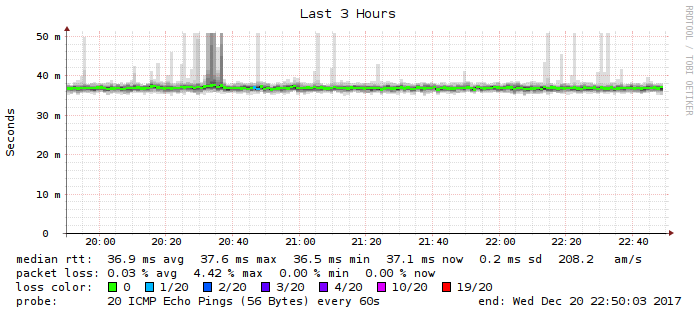 Last 3 Hours
RRDTOOL / TOBI OETIKER
Seconds
50 m
40 m
30 m
20 m
10 m
0
20:00 20:20 20:40 21:00 21:20 21:40 22:00 22:20 22:40
median rtt: 36.9 ms avg 37.6 ms max 36.5 ms min 37.1 ms now 0.2 ms sd 208.2 am/s
packet loss: 0.03 % avg 4.42 % max 0.00 % min 0.00 % now
loss color: 0 1/20 2/20 3/20 4/20 10/20 19/20
probe: 20 ICMP Echo Pings (56 Bytes) every 60s end: Wed Dec 20 22:50:03 2017